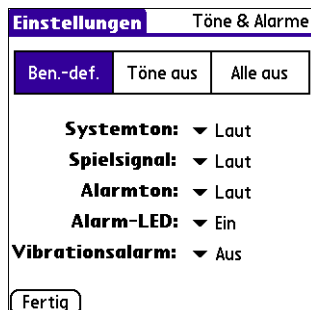 Einstellungen Töne & Alarme
Ben.-def. Töne aus Alle aus
Systemton: Laut
Spielsignal: Laut
Alarmton: Laut
Alarm-LED: Ein
Vibrationsalarm: Aus
Fertig